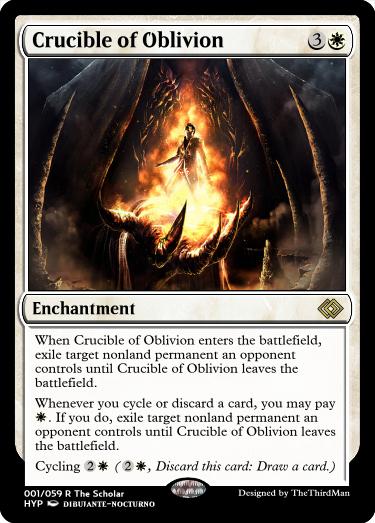 Crucible of Oblivion 3
Enchantment
When Crucible of Oblivion enters the battlefield,
exile target nonland permanent an opponent
controls until Crucible of Oblivion leaves the
battlefield.
Whenever you cycle or discard a card, you may pay
. If you do, exile target nonland permanent an
opponent controls until Crucible of Oblivion leaves
the battlefield.
Cycling 2 ( 2 , Discard this card: Draw a card.)
001/059 R The Scholar
HYP DIBUJANTE-NOCTURNO
Designed by TheThirdMan